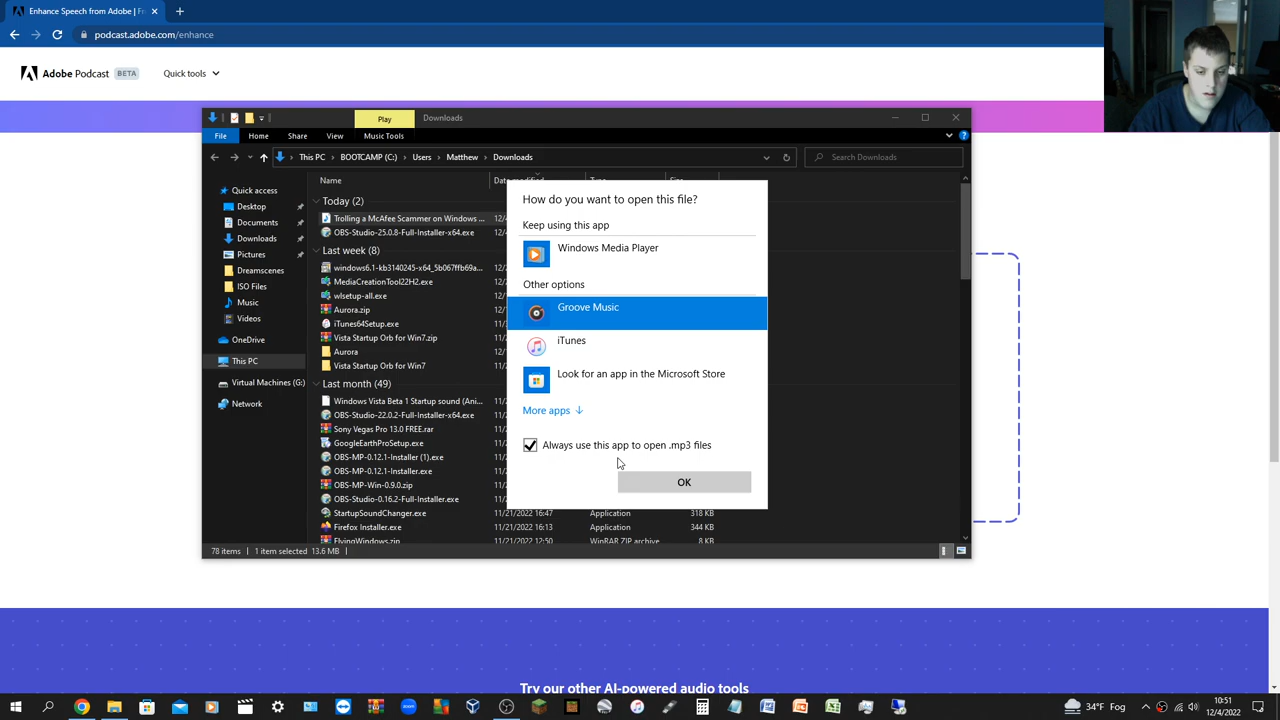 Enhance Speech from Adobe | Fr
podcast.adobe.com/enhance
Adobe Podcast BETA Quick tools
Play Downloads
File Home Share View Music Tools
This PC BOOTCAMP (C:) Users Matthew Downloads Search Downloads
Name
Quick access
Desktop
Documents
Downloads
Pictures
Dreamscenes
ISO Files
Music
Videos
OneDrive
This PC
Virtual Machines (G:)
Network
Today (2)
Trolling a McAfee Scammer on Windows ...
OBS-Studio-25.0.8-Full-Installer-x64.exe
Last week (8)
windows6.1-kb3140245-x64_5b067ffb69a...
MediaCreationTool22H2.exe
wlsetup-all.exe
Aurora.zip
iTunes64Setup.exe
Vista Startup Orb for Win7.zip
Aurora
Vista Startup Orb for Win7
Last month (49)
Windows Vista Beta 1 Startup sound (Ani...
OBS-Studio-22.0.2-Full-Installer-x64.exe
Sony Vegas Pro 13.0 FREE.rar
GoogleEarthProSetup.exe
OBS-MP-0.12.1-Installer (1).exe
OBS-MP-0.12.1-Installer.exe
OBS-MP-Win-0.9.0.zip
OBS-Studio-0.16.2-Full-Installer.exe
StartupSoundChanger.exe 11/21/2022 16:47 Application 318 KB
Firefox Installer.exe 11/21/2022 16:13 Application 344 KB
FlyingWindows.zip 11/21/2022 12:50 WinRAR ZIP archive 8 KB
78 items 1 item selected 13.6 MB
How do you want to open this file?
Keep using this app
Windows Media Player
Other options
Groove Music
iTunes
Look for an app in the Microsoft Store
More apps
Always use this app to open .mp3 files
OK
Try our other AI-powered audio tools
34°F Fog
10:51
12/4/2022